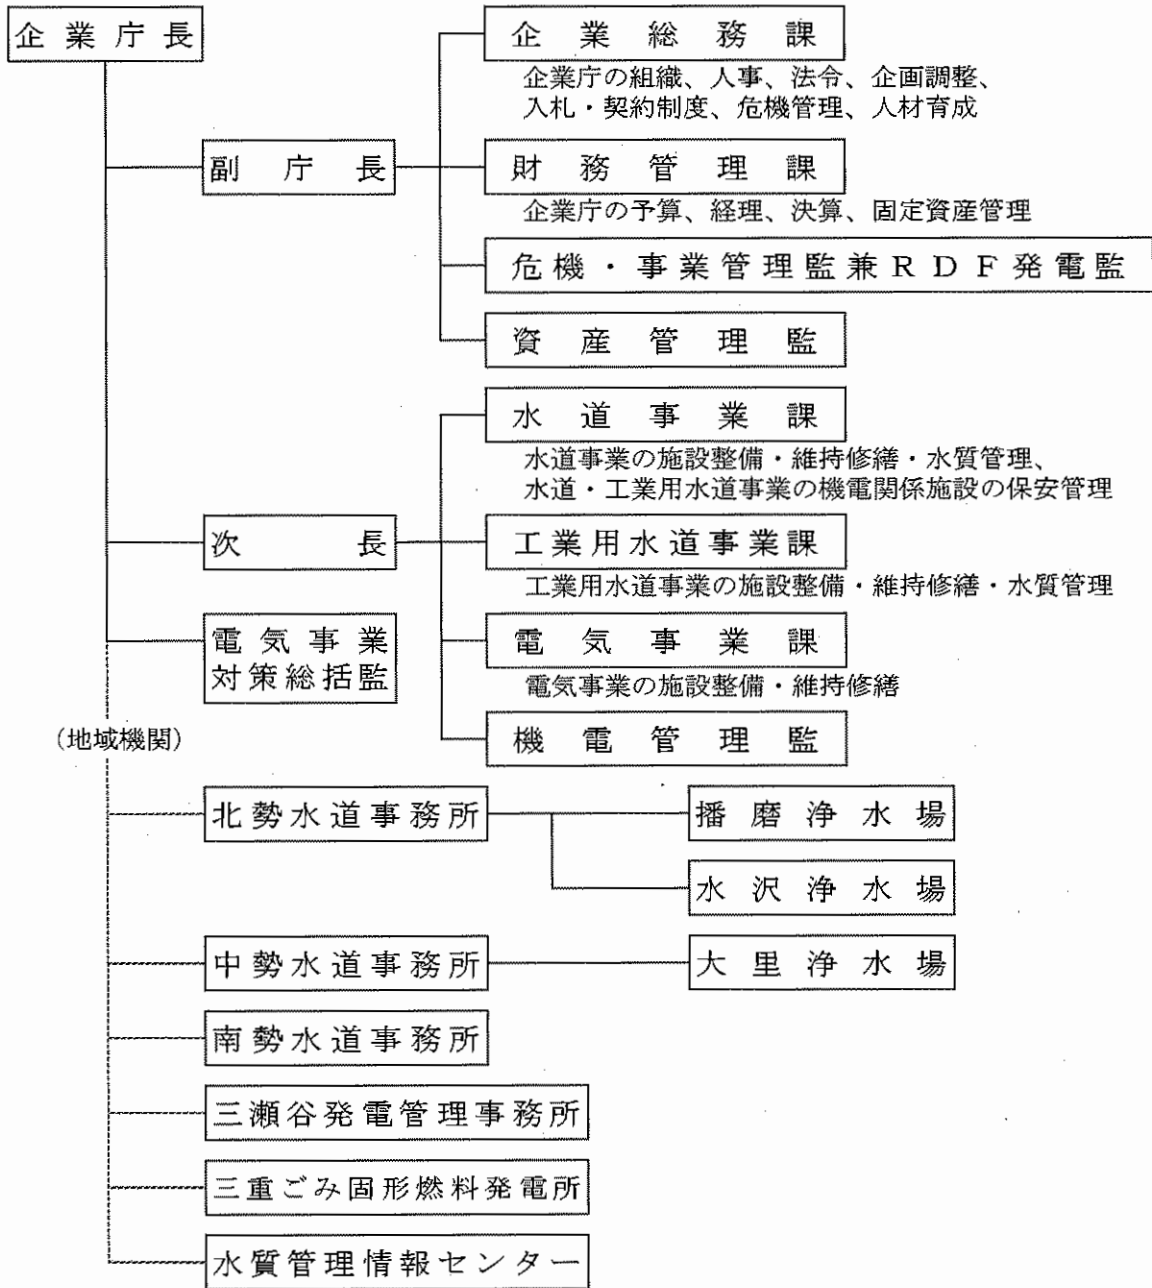 企業庁長
企業総務課
企業庁の組織、人事、法令、企画調整、
入札・契約制度、危機管理、人材育成
副庁長
財務管理課
企業庁の予算、経理、決算、固定資産管理
危機・事業管理監兼RDF発電監
資産管理監
水道事業課
水道事業の施設整備・維持修繕・水質管理、
水道・工業用水道事業の機電関係施設の保安管理
次長
工業用水道事業課
工業用水道事業の施設整備・維持修繕・水質管理
電気事業
対策総括監
電気事業課
電気事業の施設整備・維持修繕
機電管理監
（地域機関）
北勢水道事務所
播磨浄水場
水沢浄水場
中勢水道事務所
大里浄水場
南勢水道事務所
三瀬谷発電管理事務所
三重ごみ固形燃料発電所
水質管理情報センター